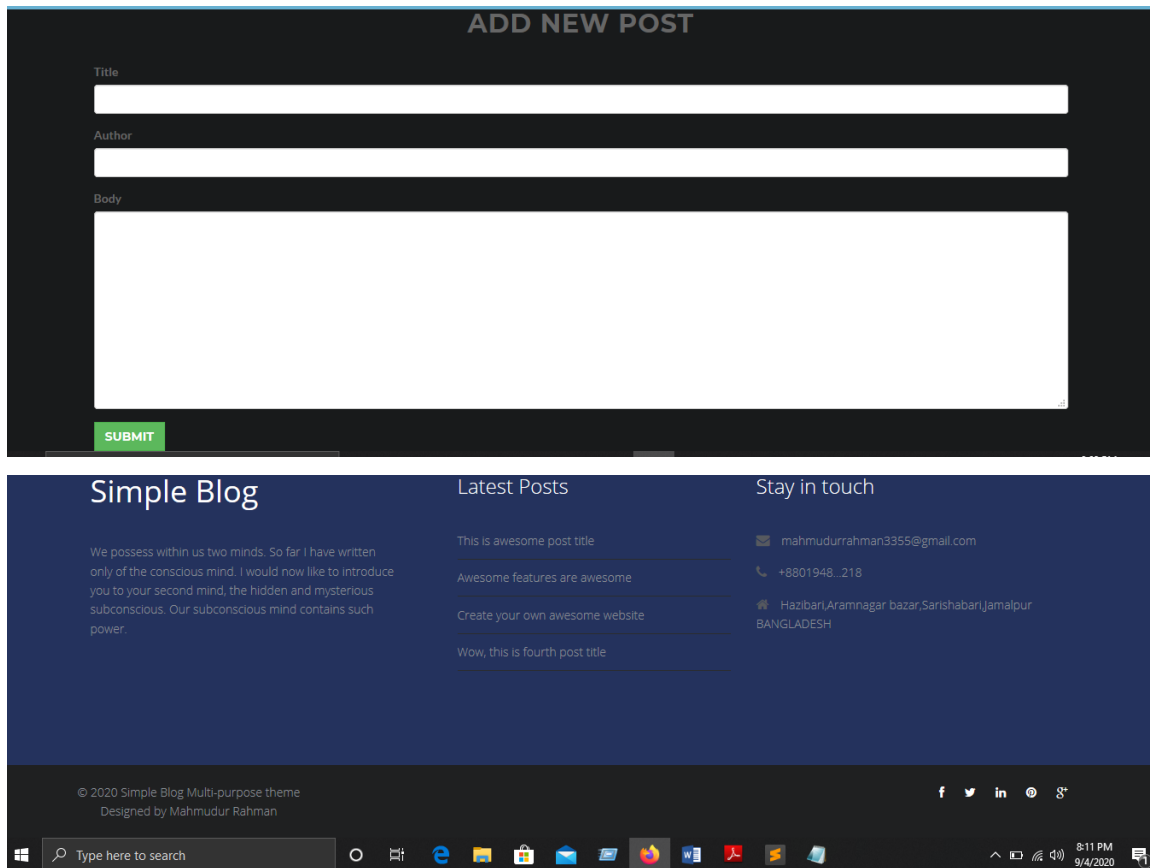 ADD NEW POST
Title
Author
Body
SUBMIT
Simple Blog
We possess within us two minds. So far I have written
only of the conscious mind. I would now like to introduce
you to your second mind, the hidden and mysterious
subconscious. Our subconscious mind contains such
power.
Latest Posts
This is awesome post title
Awesome features are awesome
Create your own awesome website
Wow, this is fourth post title
Stay in touch
mahmudurrahman3355@gmail.com
+8801948...218
Hazibari,Aramnagar bazar,Sarishabari,Jamalpur
BANGLADESH
© 2020 Simple Blog Multi-purpose theme
Designed by Mahmudur Rahman
Type here to search
8:11 PM
9/4/2020